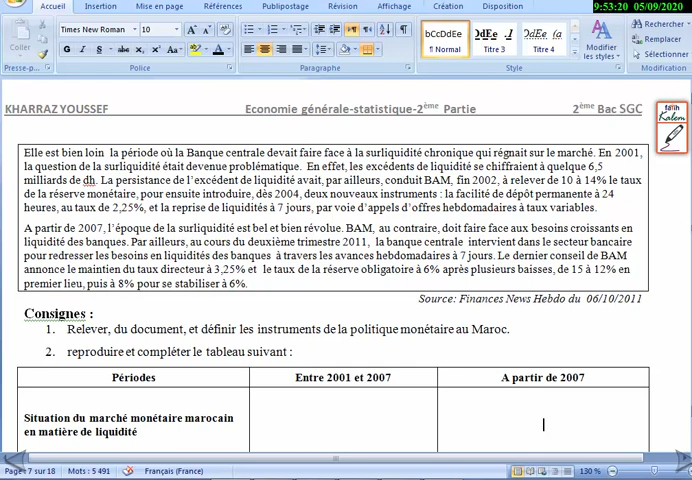 9:53:20 05/09/2020
Accueil Insertion Mise en page Références Publipostage Révision Affichage Création Disposition
Times New Roman 10 bCcDdEe DdEe DdEe Rechercher
Coller Remplacer
¶ Normal Titre 3 Titre 4 Modifier les styles Sélectionner
Police Paragraphe Style Modification
KHARRAZ YOUSSEF Economie générale-statistique-2ème Partie 2ème Bac SGC
fatih Kalem
Elle est bien loin la période où la Banque centrale devait faire face à la surliquidité chronique qui régnait sur le marché. En 2001,
la question de la surliquidité était devenue problématique. En effet, les excédents de liquidité se chiffraient à quelque 6,5
milliards de dh. La persistance de l'excédent de liquidité avait, par ailleurs, conduit BAM, fin 2002, à relever de 10 à 14% le taux
de la réserve monétaire, pour ensuite introduire, dès 2004, deux nouveaux instruments : la facilité de dépôt permanente à 24
heures, au taux de 2,25%, et la reprise de liquidités à 7 jours, par voie d'appels d'offres hebdomadaires à taux variables.
A partir de 2007, l'époque de la surliquidité est bel et bien révolue. BAM, au contraire, doit faire face aux besoins croissants en
liquidité des banques. Par ailleurs, au cours du deuxième trimestre 2011, la banque centrale intervient dans le secteur bancaire
pour redresser les besoins en liquidités des banques à travers les avances hebdomadaires à 7 jours. Le dernier conseil de BAM
annonce le maintien du taux directeur à 3,25% et le taux de la réserve obligatoire à 6% après plusieurs baisses, de 15 à 12% en
premier lieu, puis à 8% pour se stabiliser à 6%.
Source: Finances News Hebdo du 06/10/2011
Consignes :
1. Relever, du document, et définir les instruments de la politique monétaire au Maroc.
2. reproduire et compléter le tableau suivant :
Périodes Entre 2001 et 2007 A partir de 2007
Situation du marché monétaire marocain
en matière de liquidité
Page : 7 sur 18 Mots : 5 491 Français (France) 130 %